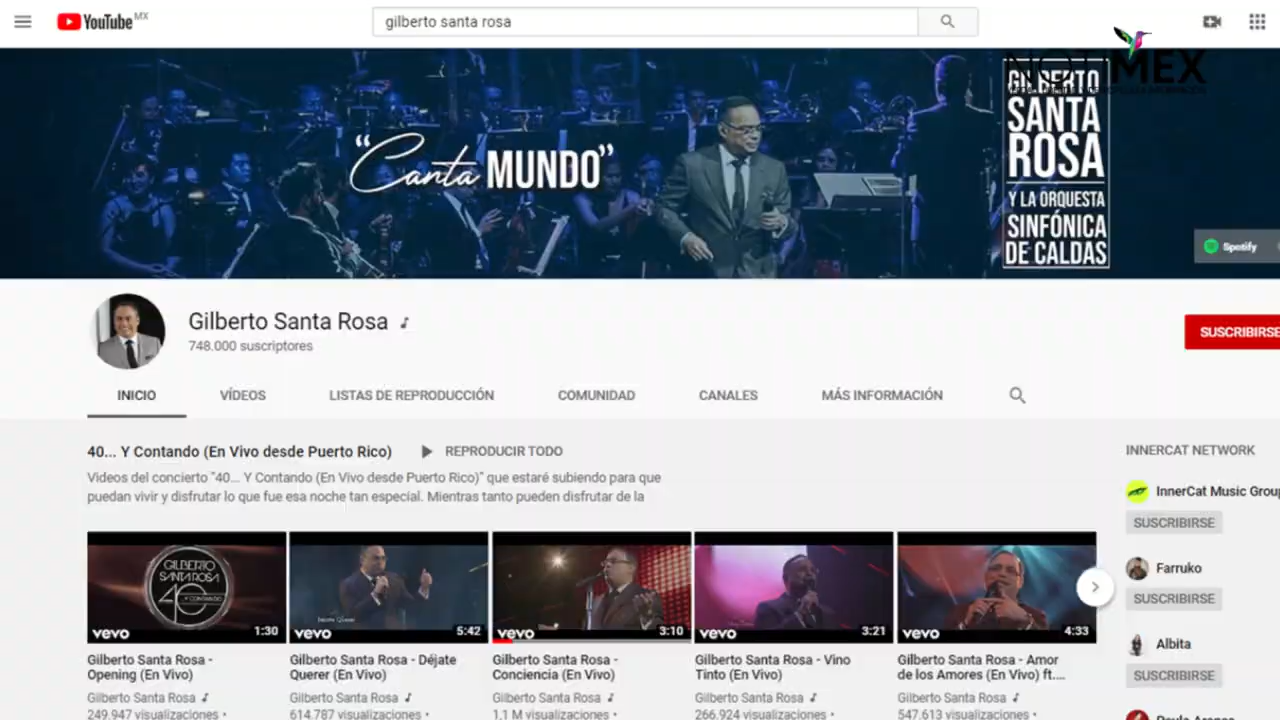 YouTube MX
gilberto santa rosa
NOTIMEX
"Canta MUNDO"
GILBERTO
SANTA
ROSA
Y LA ORQUESTA
SINFÓNICA
DE CALDAS
Spotify
Gilberto Santa Rosa
748.000 suscriptores
SUSCRIBIRSE
INICIO
VÍDEOS
LISTAS DE REPRODUCCIÓN
COMUNIDAD
CANALES
MÁS INFORMACIÓN
40... Y Contando (En Vivo desde Puerto Rico)
REPRODUCIR TODO
Videos del concierto "40... Y Contando (En Vivo desde Puerto Rico)" que estaré subiendo para que
puedan vivir y disfrutar lo que fue esa noche tan especial. Mientras tanto pueden disfrutar de la
INNERCAT NETWORK
InnerCat Music Group
SUSCRIBIRSE
Farruko
SUSCRIBIRSE
Albita
SUSCRIBIRSE
GILBERTO
SANTA ROSA
40
Y CONTANDO
vevo
1:30
Déjate Querer
vevo
5:42
vevo
3:10
vevo
3:21
vevo
4:33
Gilberto Santa Rosa -
Opening (En Vivo)
Gilberto Santa Rosa
249.947 visualizaciones •
Gilberto Santa Rosa - Déjate
Querer (En Vivo)
Gilberto Santa Rosa
614.787 visualizaciones •
Gilberto Santa Rosa -
Conciencia (En Vivo)
Gilberto Santa Rosa
1,1 M visualizaciones •
Gilberto Santa Rosa - Vino
Tinto (En Vivo)
Gilberto Santa Rosa
266.924 visualizaciones •
Gilberto Santa Rosa - Amor
de los Amores (En Vivo) ft....
Gilberto Santa Rosa
547.613 visualizaciones •